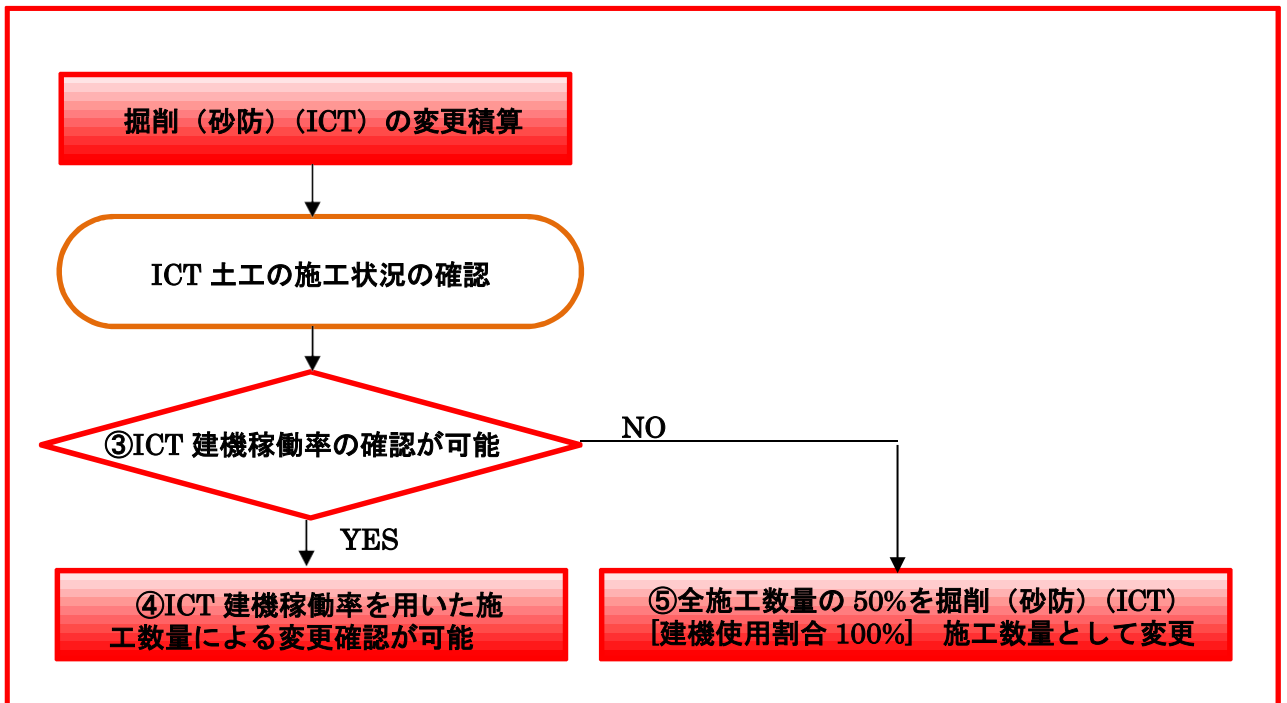 掘削（砂防）（ICT）の変更積算
ICT 土工の施工状況の確認
③ICT 建機稼働率の確認が可能
NO
YES
④ICT 建機稼働率を用いた施
工数量による変更確認が可能
⑤全施工数量の 50%を掘削（砂防）（ICT）
[建機使用割合 100%]　施工数量として変更